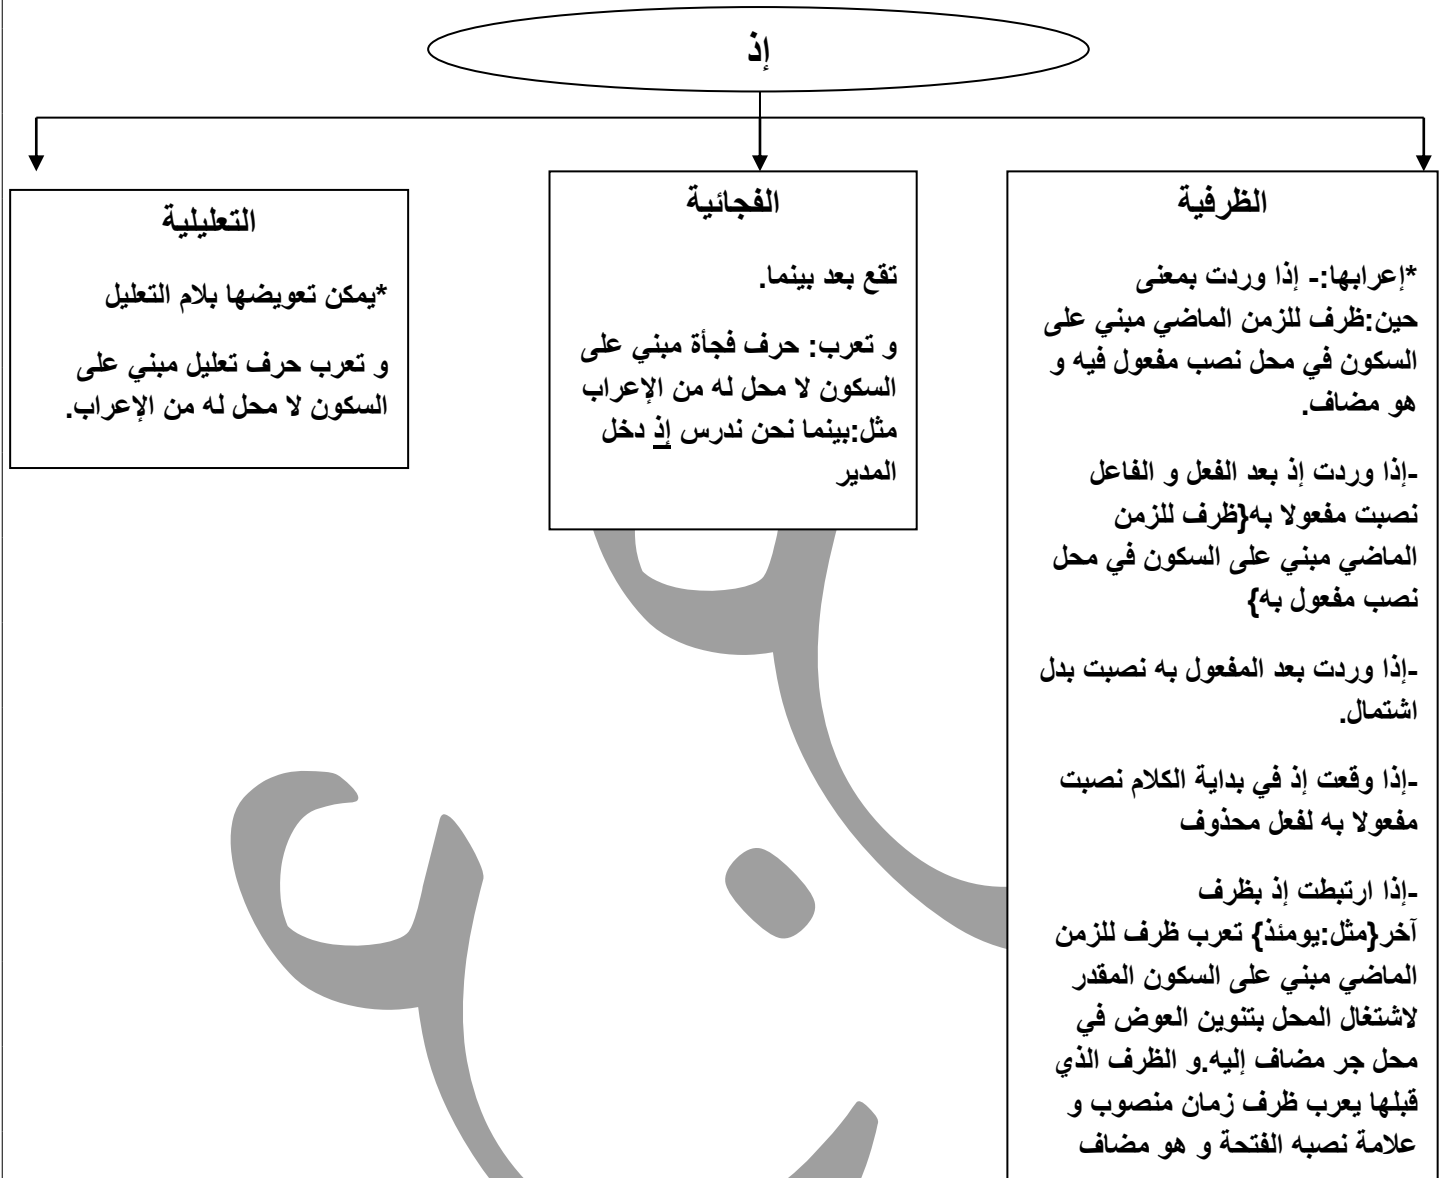 إذ
الظرفية
*إعرابها:- إذا وردت بمعنى
حين:ظرف للزمن الماضي مبني على
السكون في محل نصب مفعول فيه و
هو مضاف.
-إذا وردت إذ بعد الفعل و الفاعل
نصبت مفعولا به{ظرف للزمن
الماضي مبني على السكون في محل
نصب مفعول به}
-إذا وردت بعد المفعول به نصبت بدل
اشتمال.
-إذا وقعت إذ في بداية الكلام نصبت
مفعولا به لفعل محذوف
-إذا ارتبطت إذ بظرف
آخر{مثل:يومئذ} تعرب ظرف للزمن
الماضي مبني على السكون المقدر
لاشتغال المحل بتنوين العوض في
محل جر مضاف إليه.و الظرف الذي
قبلها يعرب ظرف زمان منصوب و
علامة نصبه الفتحة و هو مضاف
الفجائية
تقع بعد بينما.
و تعرب: حرف فجأة مبني على
السكون لا محل له من الإعراب
مثل:بينما نحن ندرس إذ دخل
المدير
التعليلية
*يمكن تعويضها بلام التعليل
و تعرب حرف تعليل مبني على
السكون لا محل له من الإعراب.